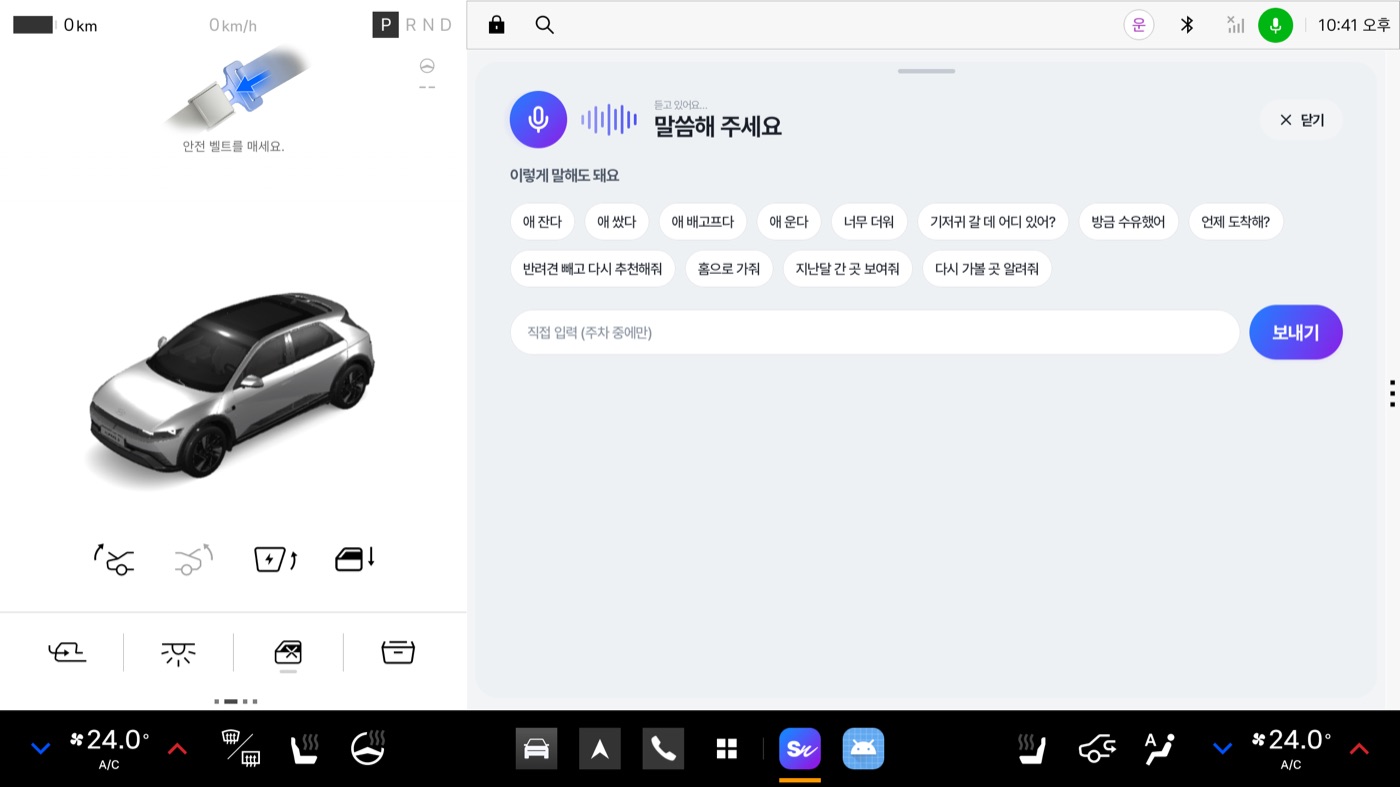 0 km
0 km/h
P R N D
운
10:41 오후
안전 벨트를 매세요.
--
듣고 있어요...
말씀해 주세요
닫기
이렇게 말해도 돼요
애 잔다
애 쌌다
애 배고프다
애 운다
너무 더워
기저귀 갈 데 어디 있어?
방금 수유했어
언제 도착해?
반려견 빼고 다시 추천해줘
홈으로 가줘
지난달 간 곳 보여줘
다시 가볼 곳 알려줘
직접 입력 (주차 중에만)
보내기
24.0°
A/C
A
24.0°
A/C